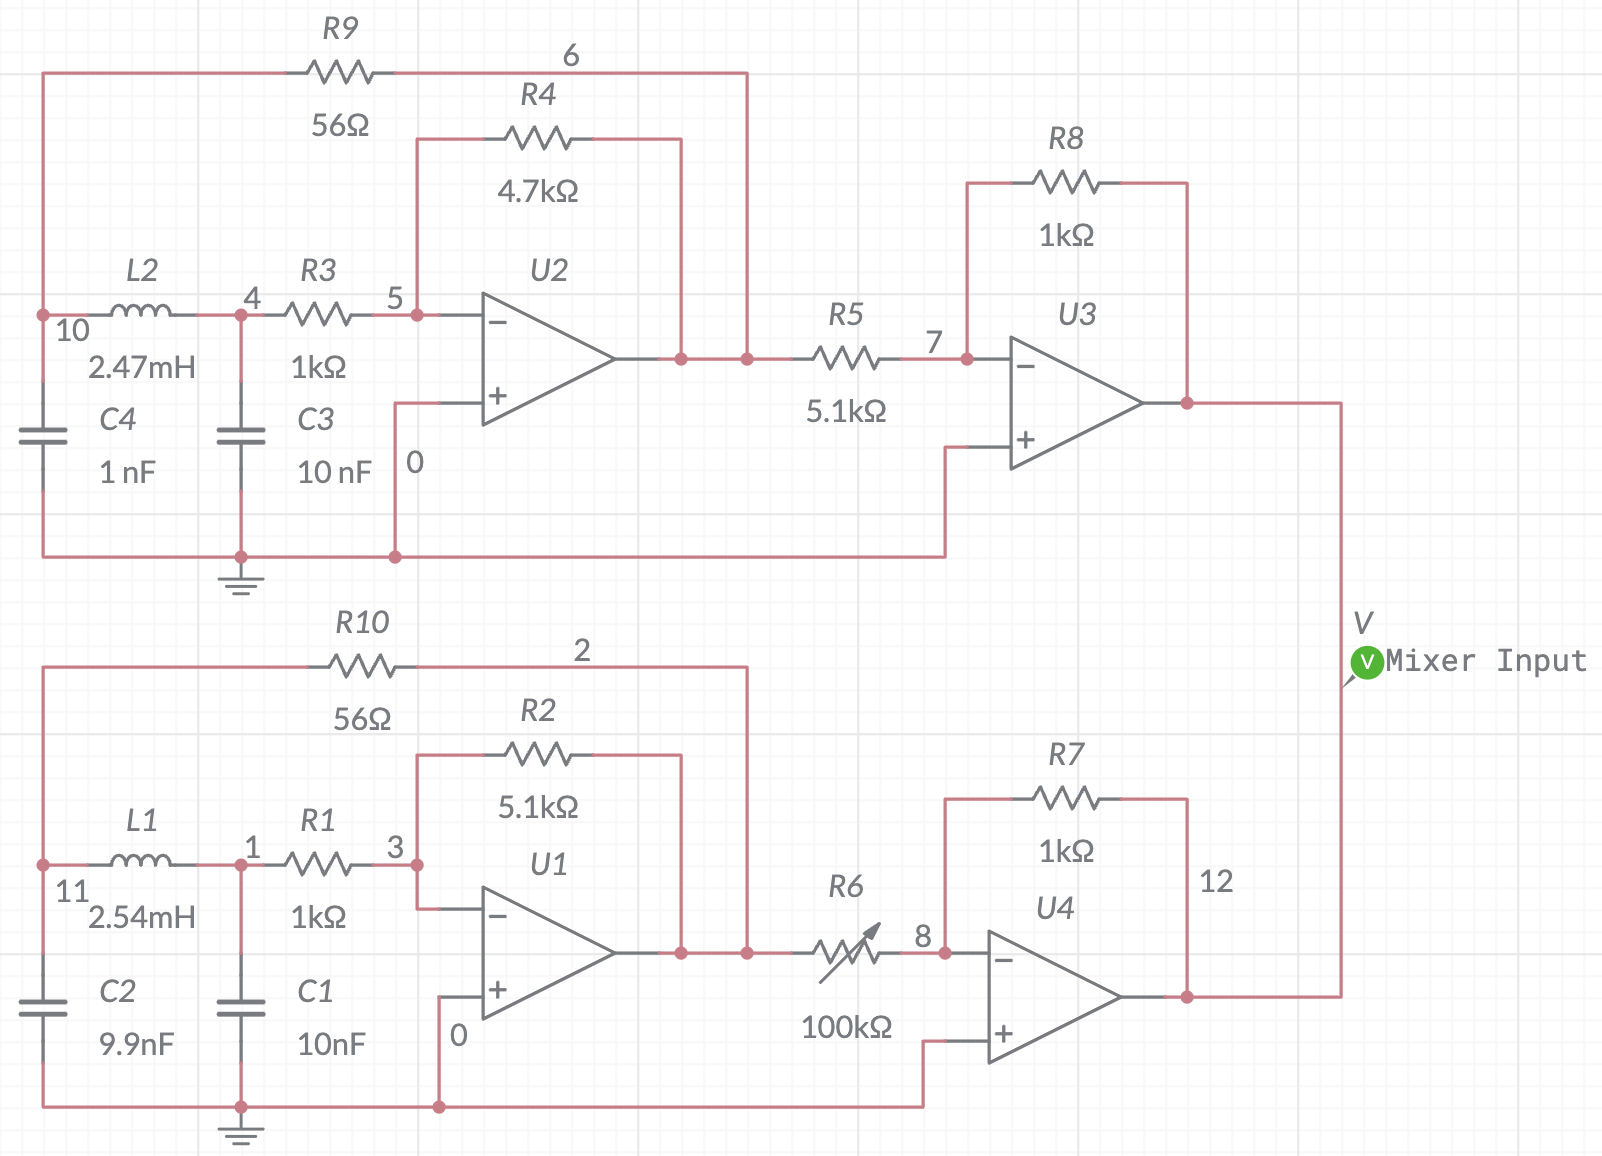 R9
6
56Ω
R4
4.7kΩ
R8
1kΩ
L2
4
R3
5
U2
10
2.47mH
1kΩ
−
R5
7
U3
C4
C3
+
5.1kΩ
−
1 nF
10 nF
0
+
R10
2
56Ω
V
V
Mixer Input
R2
5.1kΩ
R7
1kΩ
L1
1
R1
3
U1
11
2.54mH
1kΩ
−
R6
8
U4
12
C2
C1
+
−
9.9nF
10nF
0
100kΩ
+